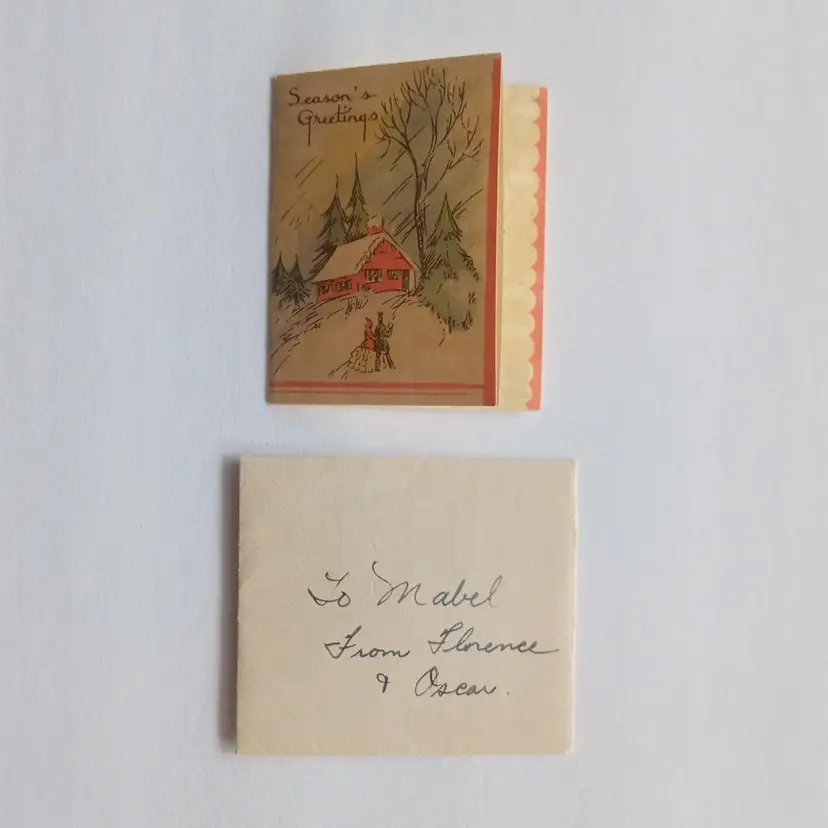 Season's
Greetings
To Mabel
From Florence
& Oscar.